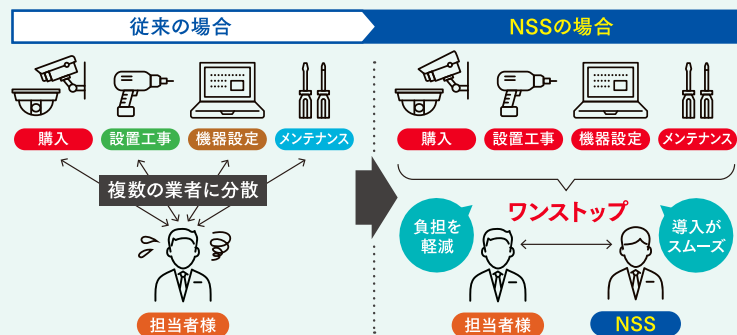 従来の場合
購入
設置工事
機器設定
メンテナンス
複数の業者に分散
担当者様
NSSの場合
購入
設置工事
機器設定
メンテナンス
ワンストップ
負担を
軽減
導入が
スムーズ
担当者様
NSS